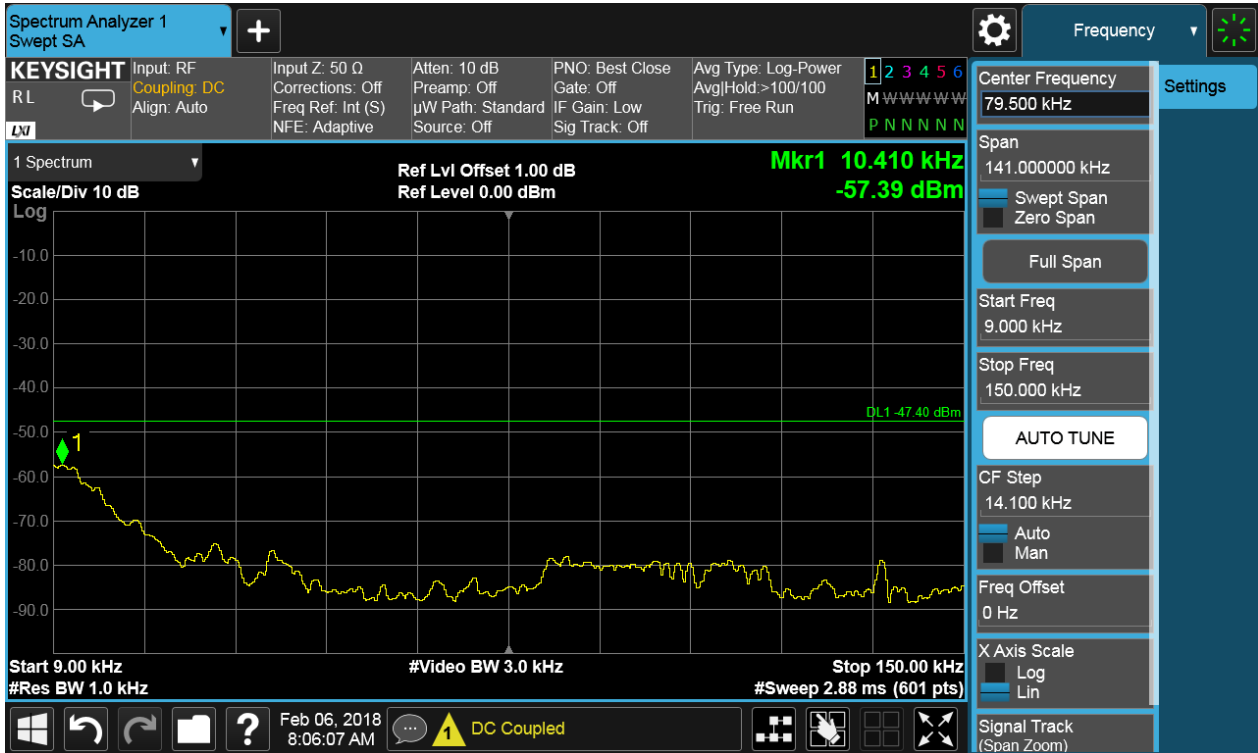 Spectrum Analyzer 1
Swept SA
Frequency
KEYSIGHT
RL
LXI
Input: RF
Coupling: DC
Align: Auto
Input Z: 50 Ω
Corrections: Off
Freq Ref: Int (S)
NFE: Adaptive
Atten: 10 dB
Preamp: Off
µW Path: Standard
Source: Off
PNO: Best Close
Gate: Off
IF Gain: Low
Sig Track: Off
Avg Type: Log-Power
Avg|Hold:>100/100
Trig: Free Run
1 2 3 4 5 6
M W W W W W
P N N N N N
1 Spectrum
Scale/Div 10 dB
Log
Ref Lvl Offset 1.00 dB
Ref Level 0.00 dBm
Mkr1 10.410 kHz
-57.39 dBm
-10.0
-20.0
-30.0
-40.0
DL1 -47.40 dBm
-50.0
1
-60.0
-70.0
-80.0
-90.0
Start 9.00 kHz
#Video BW 3.0 kHz
Stop 150.00 kHz
#Res BW 1.0 kHz
#Sweep 2.88 ms (601 pts)
Center Frequency
79.500 kHz
Settings
Span
141.000000 kHz
Swept Span
Zero Span
Full Span
Start Freq
9.000 kHz
Stop Freq
150.000 kHz
AUTO TUNE
CF Step
14.100 kHz
Auto
Man
Freq Offset
0 Hz
X Axis Scale
Log
Lin
Signal Track
(Span Zoom)
?
Feb 06, 2018
8:06:07 AM
1
DC Coupled